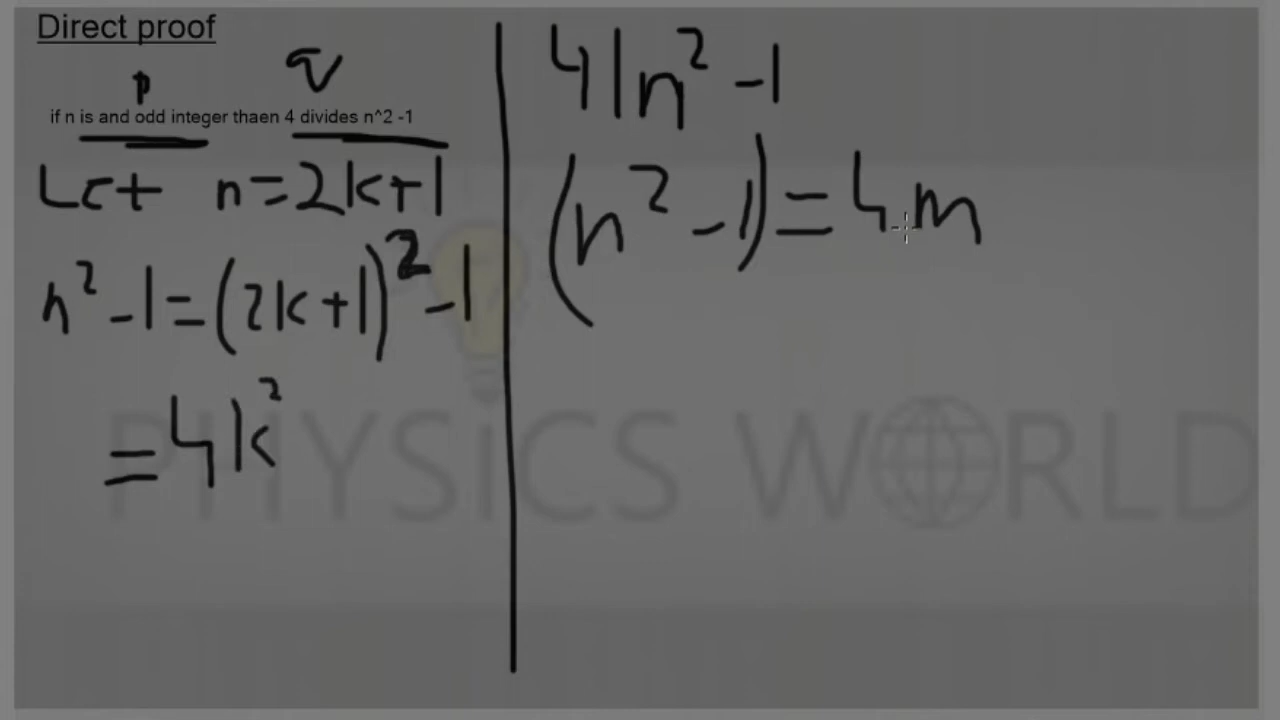 Direct proof
p q
if n is and odd integer thaen 4 divides n^2 -1
Let n=2k+1
n² -1=(2k+1)² -1
=4k²
4|n² -1
(n² -1)=4m
PHYSICS WORLD